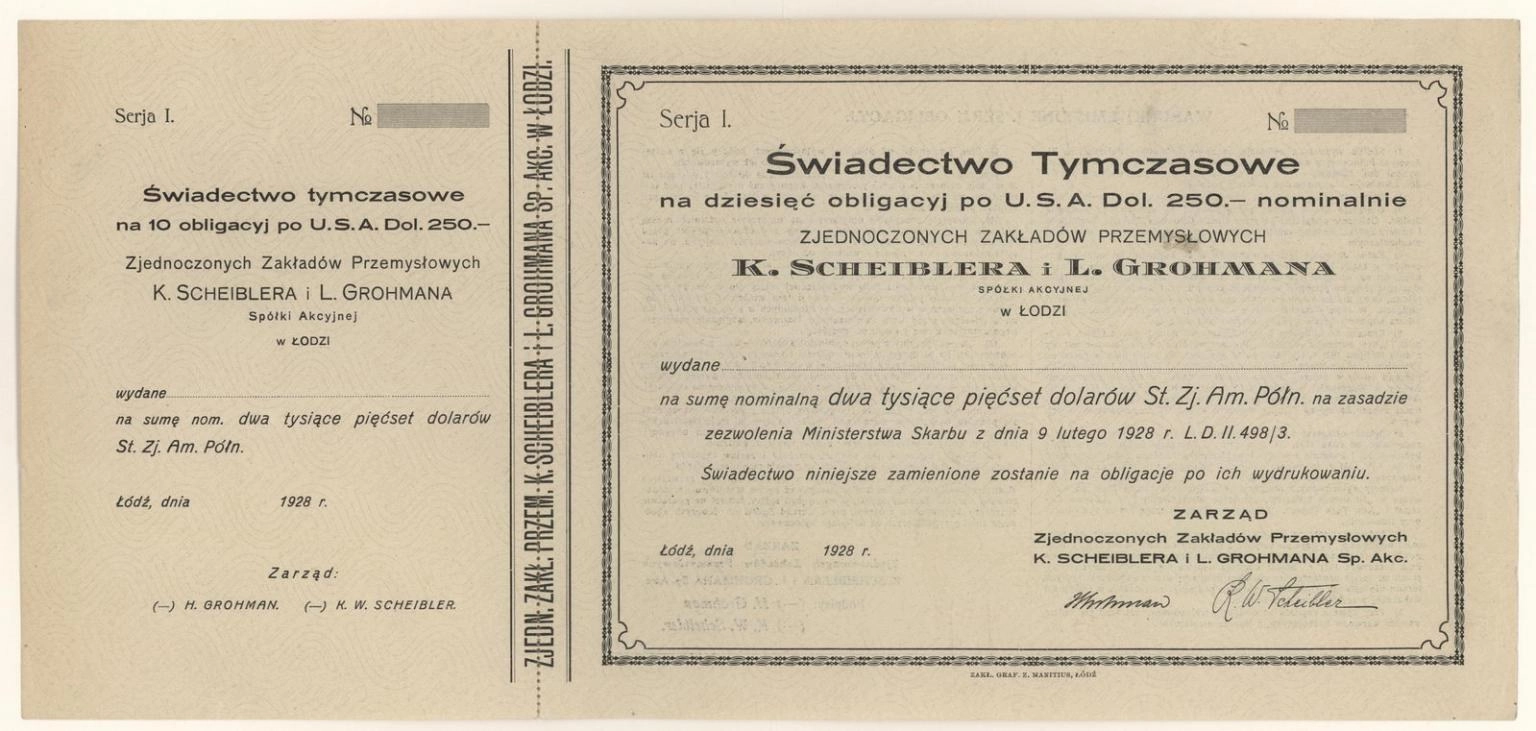 Serja I. №
Świadectwo tymczasowe
na 10 obligacyj po U.S.A. Dol. 250.—
Zjednoczonych Zakładów Przemysłowych
K. SCHEIBLERA i L. GROHMANA
Spółki Akcyjnej
w ŁODZI
wydane
na sumę nom. dwa tysiące pięćset dolarów
St. Zj. Am. Półn.
Łódź, dnia 1928 r.
Zarząd:
(—) H. GROHMAN. (—) K. W. SCHEIBLER.
ZJEDN. ZAKŁ. PRZEM. K. SCHEIBLERA i L. GROHMANA SP. AKC. W ŁODZI.
Serja I. №
Świadectwo Tymczasowe
na dziesięć obligacyj po U.S.A. Dol. 250.— nominalnie
ZJEDNOCZONYCH ZAKŁADÓW PRZEMYSŁOWYCH
K. SCHEIBLERA i L. GROHMANA
SPÓŁKI AKCYJNEJ
w ŁODZI
wydane
na sumę nominalną dwa tysiące pięćset dolarów St. Zj. Am. Półn. na zasadzie
zezwolenia Ministerstwa Skarbu z dnia 9 lutego 1928 r. L. D. II. 498/3.
Świadectwo niniejsze zamienione zostanie na obligacje po ich wydrukowaniu.
ZARZĄD
Zjednoczonych Zakładów Przemysłowych
K. SCHEIBLERA i L. GROHMANA Sp. Akc.
Łódź, dnia 1928 r.
K. W. Scheibler
ZAKŁ. GRAF. Z. MANITIUS, ŁÓDŹ